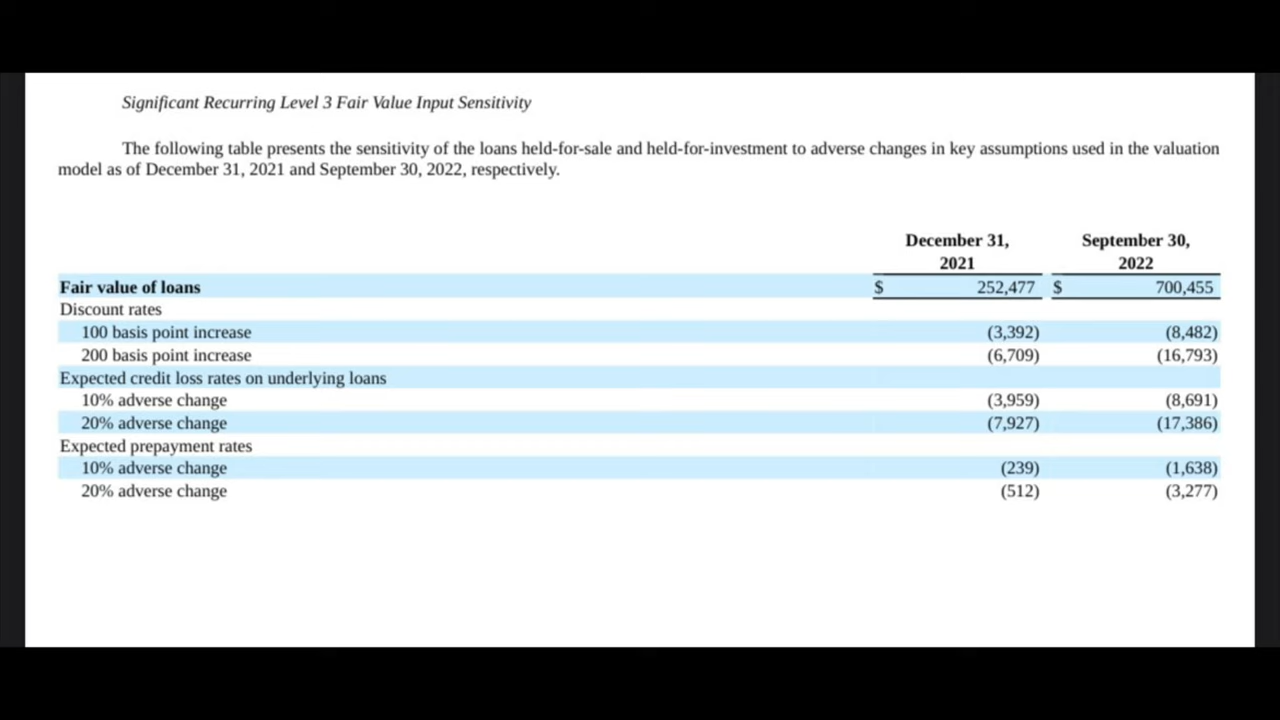 Significant Recurring Level 3 Fair Value Input Sensitivity
The following table presents the sensitivity of the loans held-for-sale and held-for-investment to adverse changes in key assumptions used in the valuation
model as of December 31, 2021 and September 30, 2022, respectively.
December 31, September 30,
2021 2022
Fair value of loans $ 252,477 $ 700,455
Discount rates
100 basis point increase (3,392) (8,482)
200 basis point increase (6,709) (16,793)
Expected credit loss rates on underlying loans
10% adverse change (3,959) (8,691)
20% adverse change (7,927) (17,386)
Expected prepayment rates
10% adverse change (239) (1,638)
20% adverse change (512) (3,277)